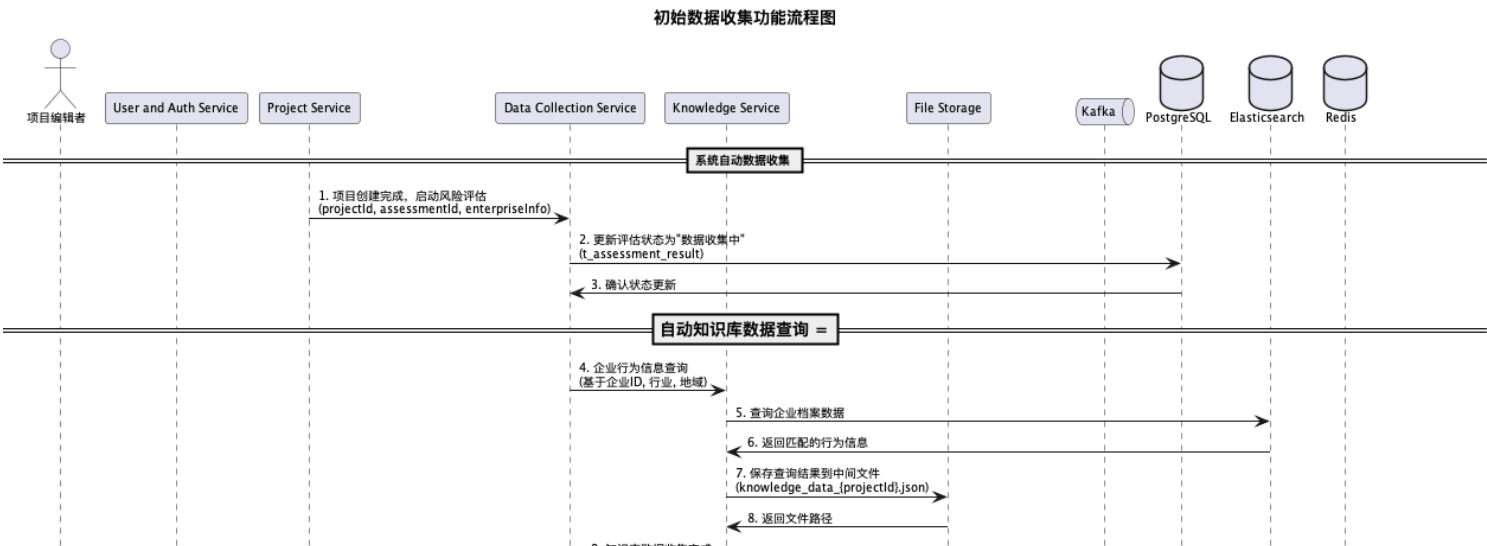 初始数据收集功能流程图
项目编辑者
User and Auth Service
Project Service
Data Collection Service
Knowledge Service
File Storage
Kafka
PostgreSQL
Elasticsearch
Redis
系统自动数据收集
1. 项目创建完成，启动风险评估
(projectId, assessmentId, enterpriseInfo)
2. 更新评估状态为"数据收集中"
(t_assessment_result)
3. 确认状态更新
自动知识库数据查询 =
4. 企业行为信息查询
(基于企业ID, 行业, 地域)
5. 查询企业档案数据
6. 返回匹配的行为信息
7. 保存查询结果到中间文件
(knowledge_data_{projectId}.json)
8. 返回文件路径